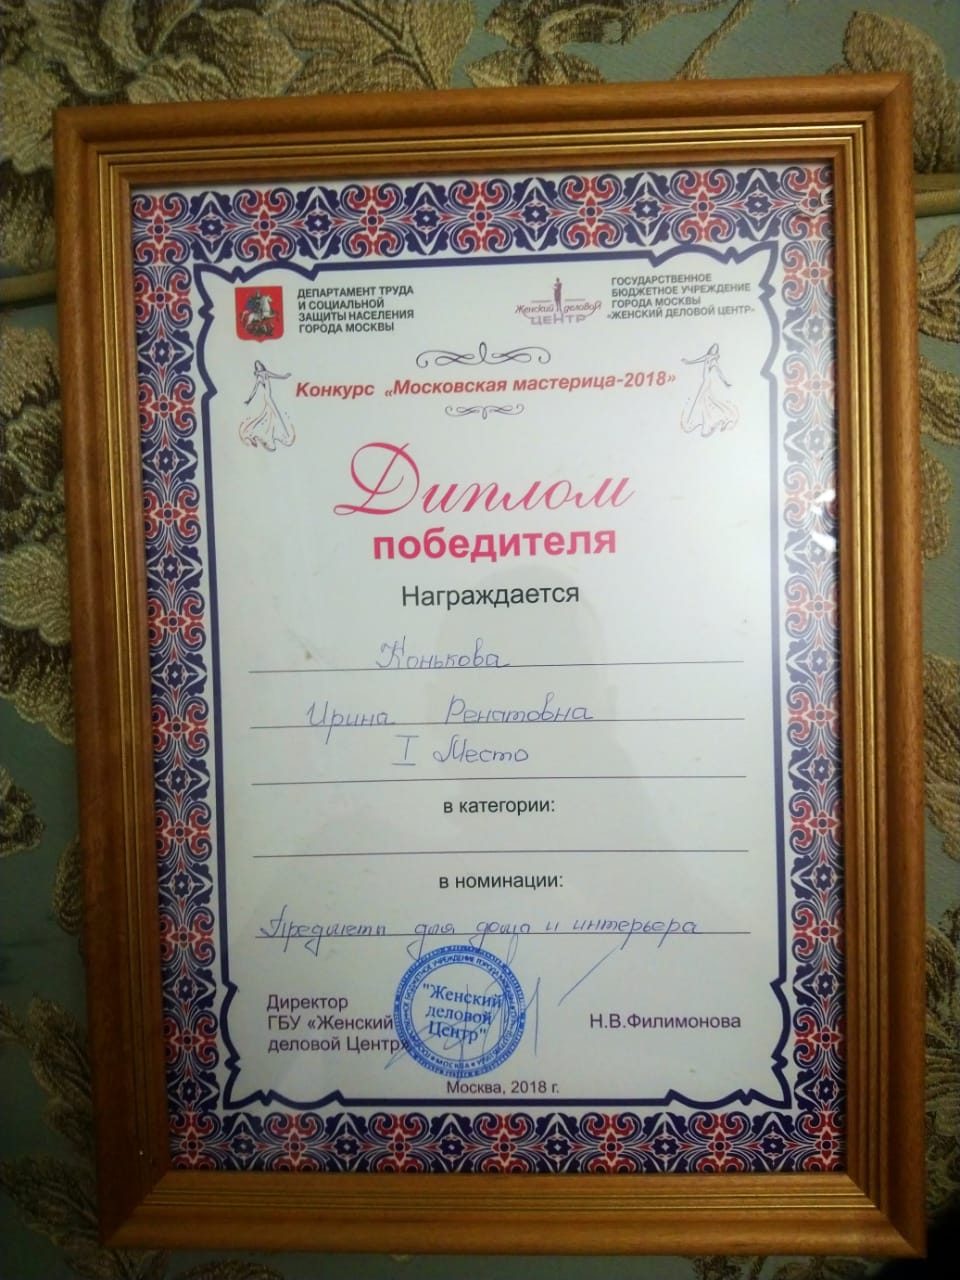 ДЕПАРТАМЕНТ ТРУДА
И СОЦИАЛЬНОЙ
ЗАЩИТЫ НАСЕЛЕНИЯ
ГОРОДА МОСКВЫ
Женский деловой
ЦЕНТР
ГОСУДАРСТВЕННОЕ
БЮДЖЕТНОЕ УЧРЕЖДЕНИЕ
ГОРОДА МОСКВЫ
«ЖЕНСКИЙ ДЕЛОВОЙ ЦЕНТР»
Конкурс «Московская мастерица-2018»
Диплом
победителя
Награждается
Конькова
Ирина Ренатовна
I Место
в категории:
в номинации:
Предметы для дома и интерьера
Директор
ГБУ «Женский
деловой Центр»
"Женский
деловой
Центр"
МОСКВА
Н.В.Филимонова
Москва, 2018 г.